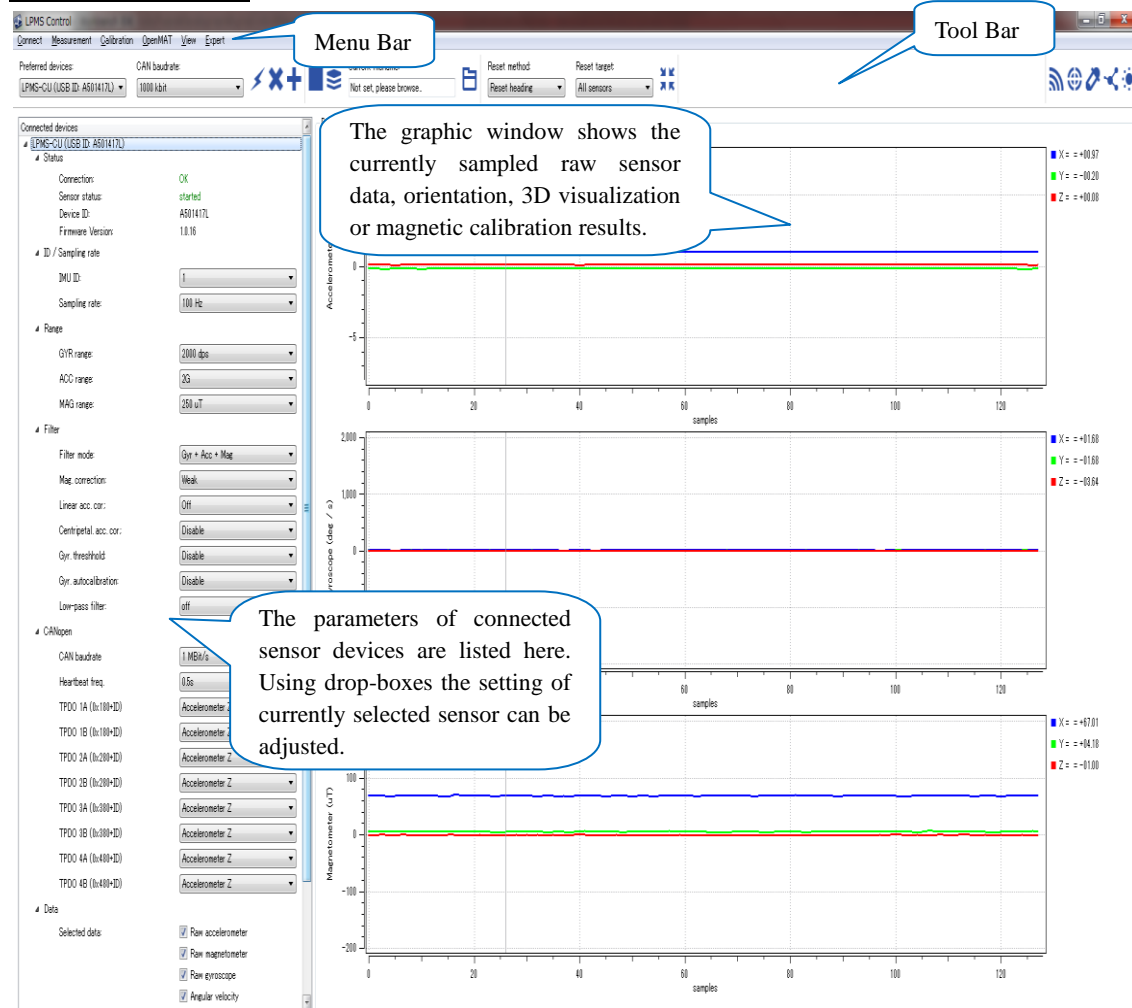 LPMS Control
Connect Measurement Calibration OpenMAT View Expert
Menu Bar
Tool Bar
Preferred devices:
CAN baudrate:
Reset method:
Reset target:
LPMS-CU (USB ID: A501417L)
1000 kbit
Not set, please browse..
Reset heading
All sensors
Connected devices
LPMS-CU (USB ID: A501417L)
Status
Connection: OK
Sensor status: started
Device ID: A501417L
Firmware Version: 1.0.16
ID / Sampling rate
IMU ID: 1
Sampling rate: 100 Hz
Range
GYR range: 2000 dps
ACC range: 2G
MAG range: 250 uT
Filter
Filter mode: Gyr + Acc + Mag
Mag. correction: Weak
Linear acc. cor.: Off
Centripetal. acc. cor.: Disable
Gyr. threshhold: Disable
Gyr. autocalibration: Disable
Low-pass filter: off
CANopen
CAN baudrate 1 MBit/s
Heartbeat freq. 0.5s
TPDO 1A (0x180+ID) Accelerometer Z
TPDO 1B (0x180+ID) Accelerometer Z
TPDO 2A (0x280+ID) Accelerometer Z
TPDO 2B (0x280+ID) Accelerometer Z
TPDO 3A (0x380+ID) Accelerometer Z
TPDO 3B (0x380+ID) Accelerometer Z
TPDO 4A (0x480+ID) Accelerometer Z
TPDO 4B (0x480+ID) Accelerometer Z
Data
Selected data: Raw accelerometer
Raw magnetometer
Raw gyroscope
Angular velocity
The graphic window shows the
currently sampled raw sensor
data, orientation, 3D visualization
or magnetic calibration results.
The parameters of connected
sensor devices are listed here.
Using drop-boxes the setting of
currently selected sensor can be
adjusted.
X = =+00.97
Y = =-00.20
Z = =+00.08
0
-5
0 20 40 60 80 100 120
samples
X = =+01.68
Y = =-01.68
Z = =-03.64
2,000
1,000
0
(deg / s)
60 80 100 120
samples
X = =+67.01
Y = =+04.18
Z = =-01.00
Magnetometer (uT)
100
0
-100
-200
0 20 40 60 80 100 120
samples